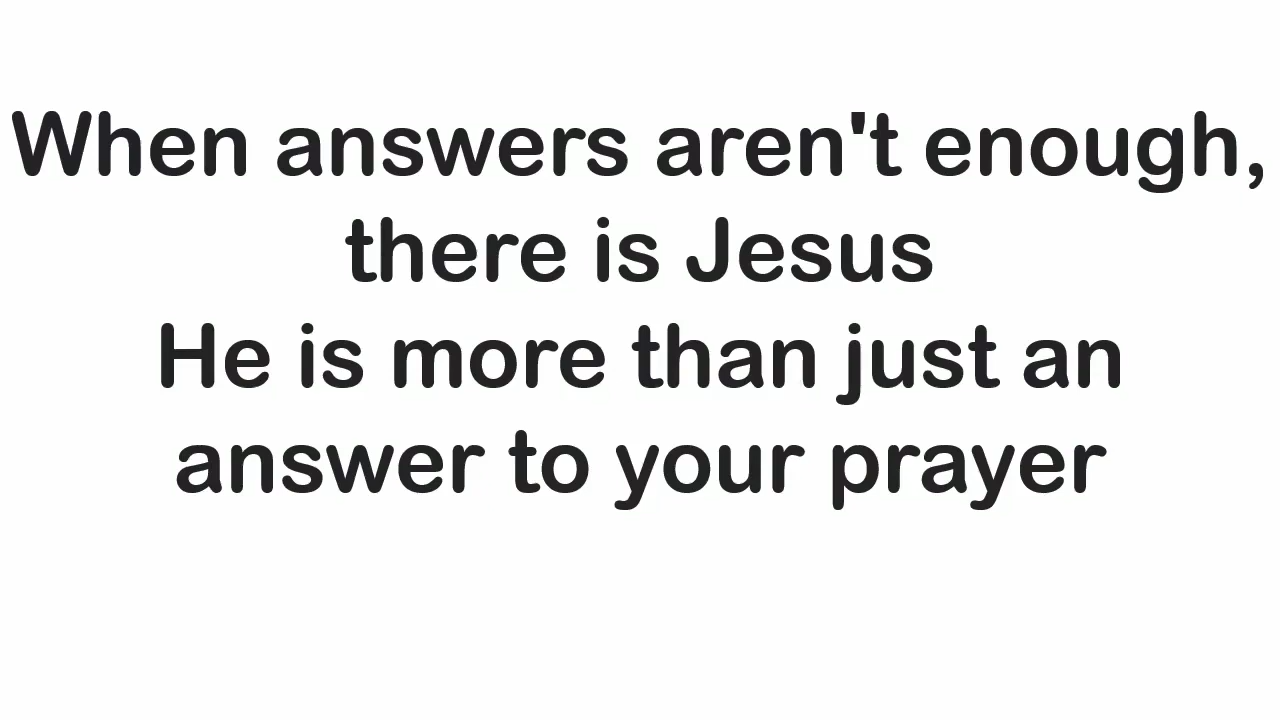 When answers aren't enough,
there is Jesus
He is more than just an
answer to your prayer